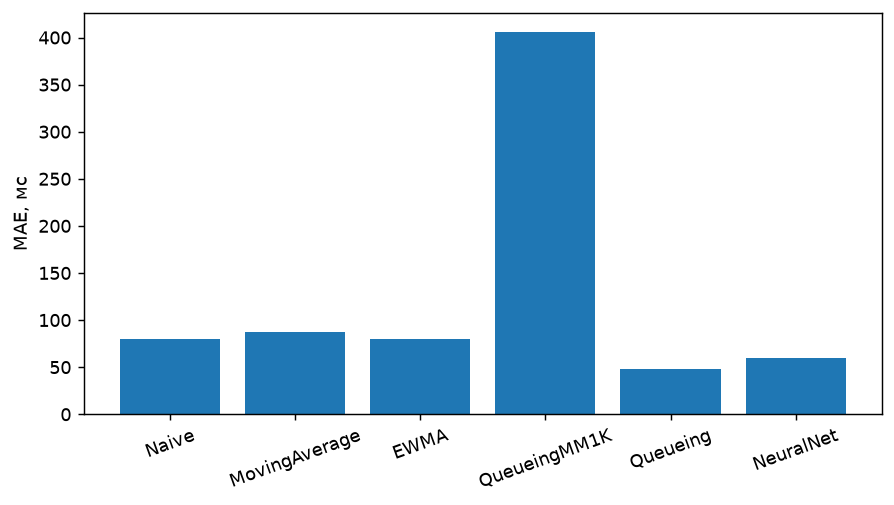 MAE, мс
400
350
300
250
200
150
100
50
0
Naive
MovingAverage
EWMA
QueueingMM1K
Queueing
NeuralNet